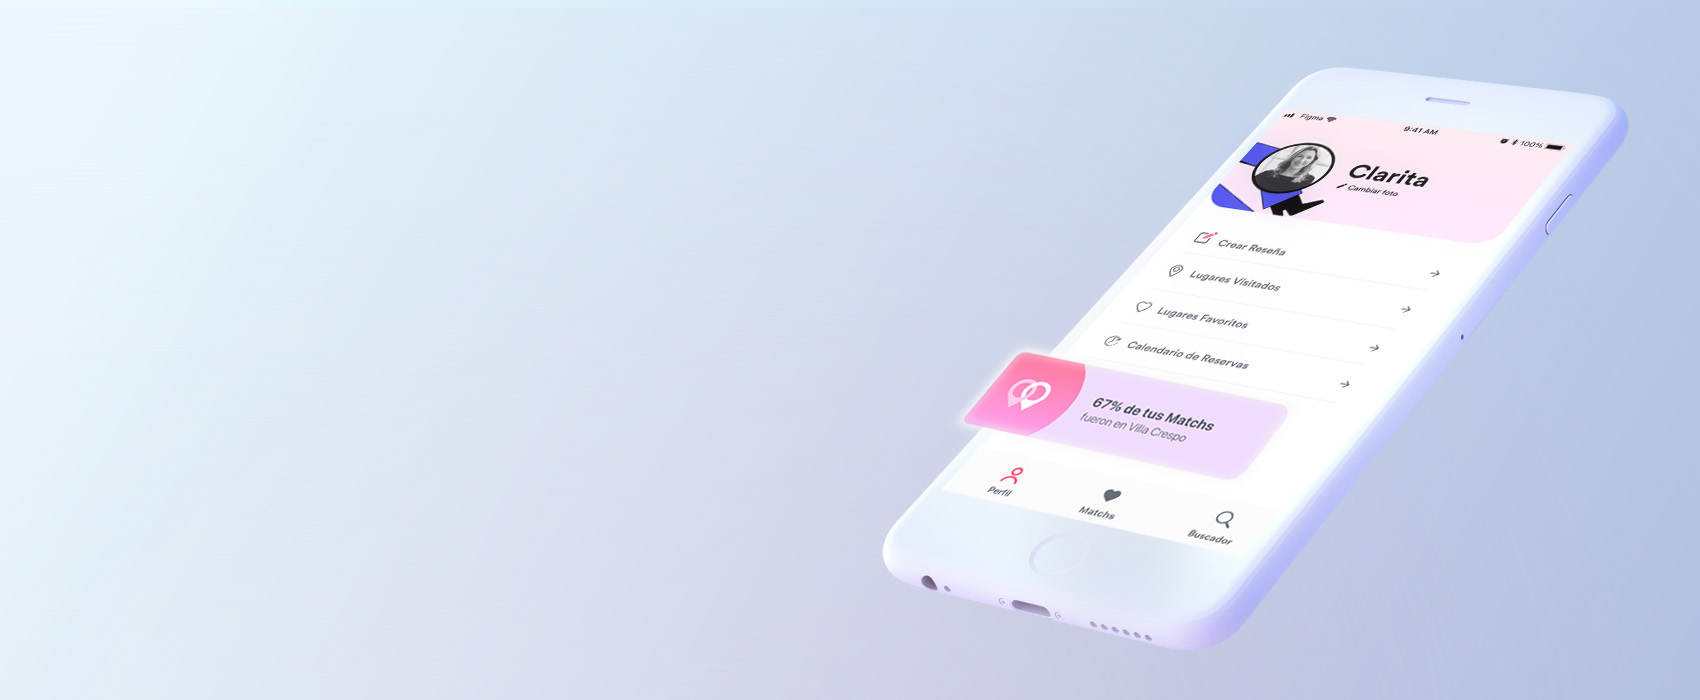 Figma 9:41 AM 100%
Clarita
Cambiar foto
Crear Reseña
Lugares Visitados
Lugares Favoritos
Calendario de Reservas
67% de tus Matchs
fueron en Villa Crespo
Perfil
Matchs
Buscador